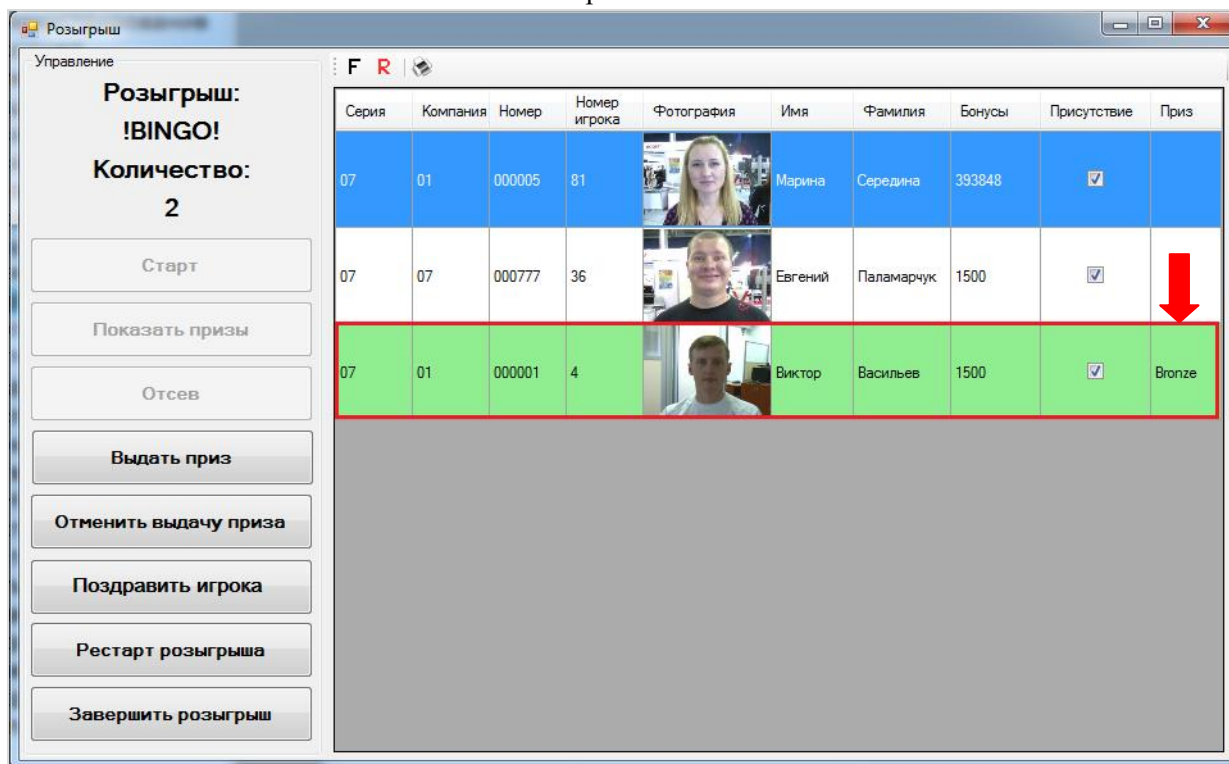 Розыгрыш
Управление
Розыгрыш:
!BINGO!
Количество:
2
Старт
Показать призы
Отсев
Выдать приз
Отменить выдачу приза
Поздравить игрока
Рестарт розыгрыша
Завершить розыгрыш
F R
Серия Компания Номер Номер игрока Фотография Имя Фамилия Бонусы Присутствие Приз
07 01 000005 81 Марина Середина 393848
07 07 000777 36 Евгений Паламарчук 1500
07 01 000001 4 Виктор Васильев 1500 Bronze